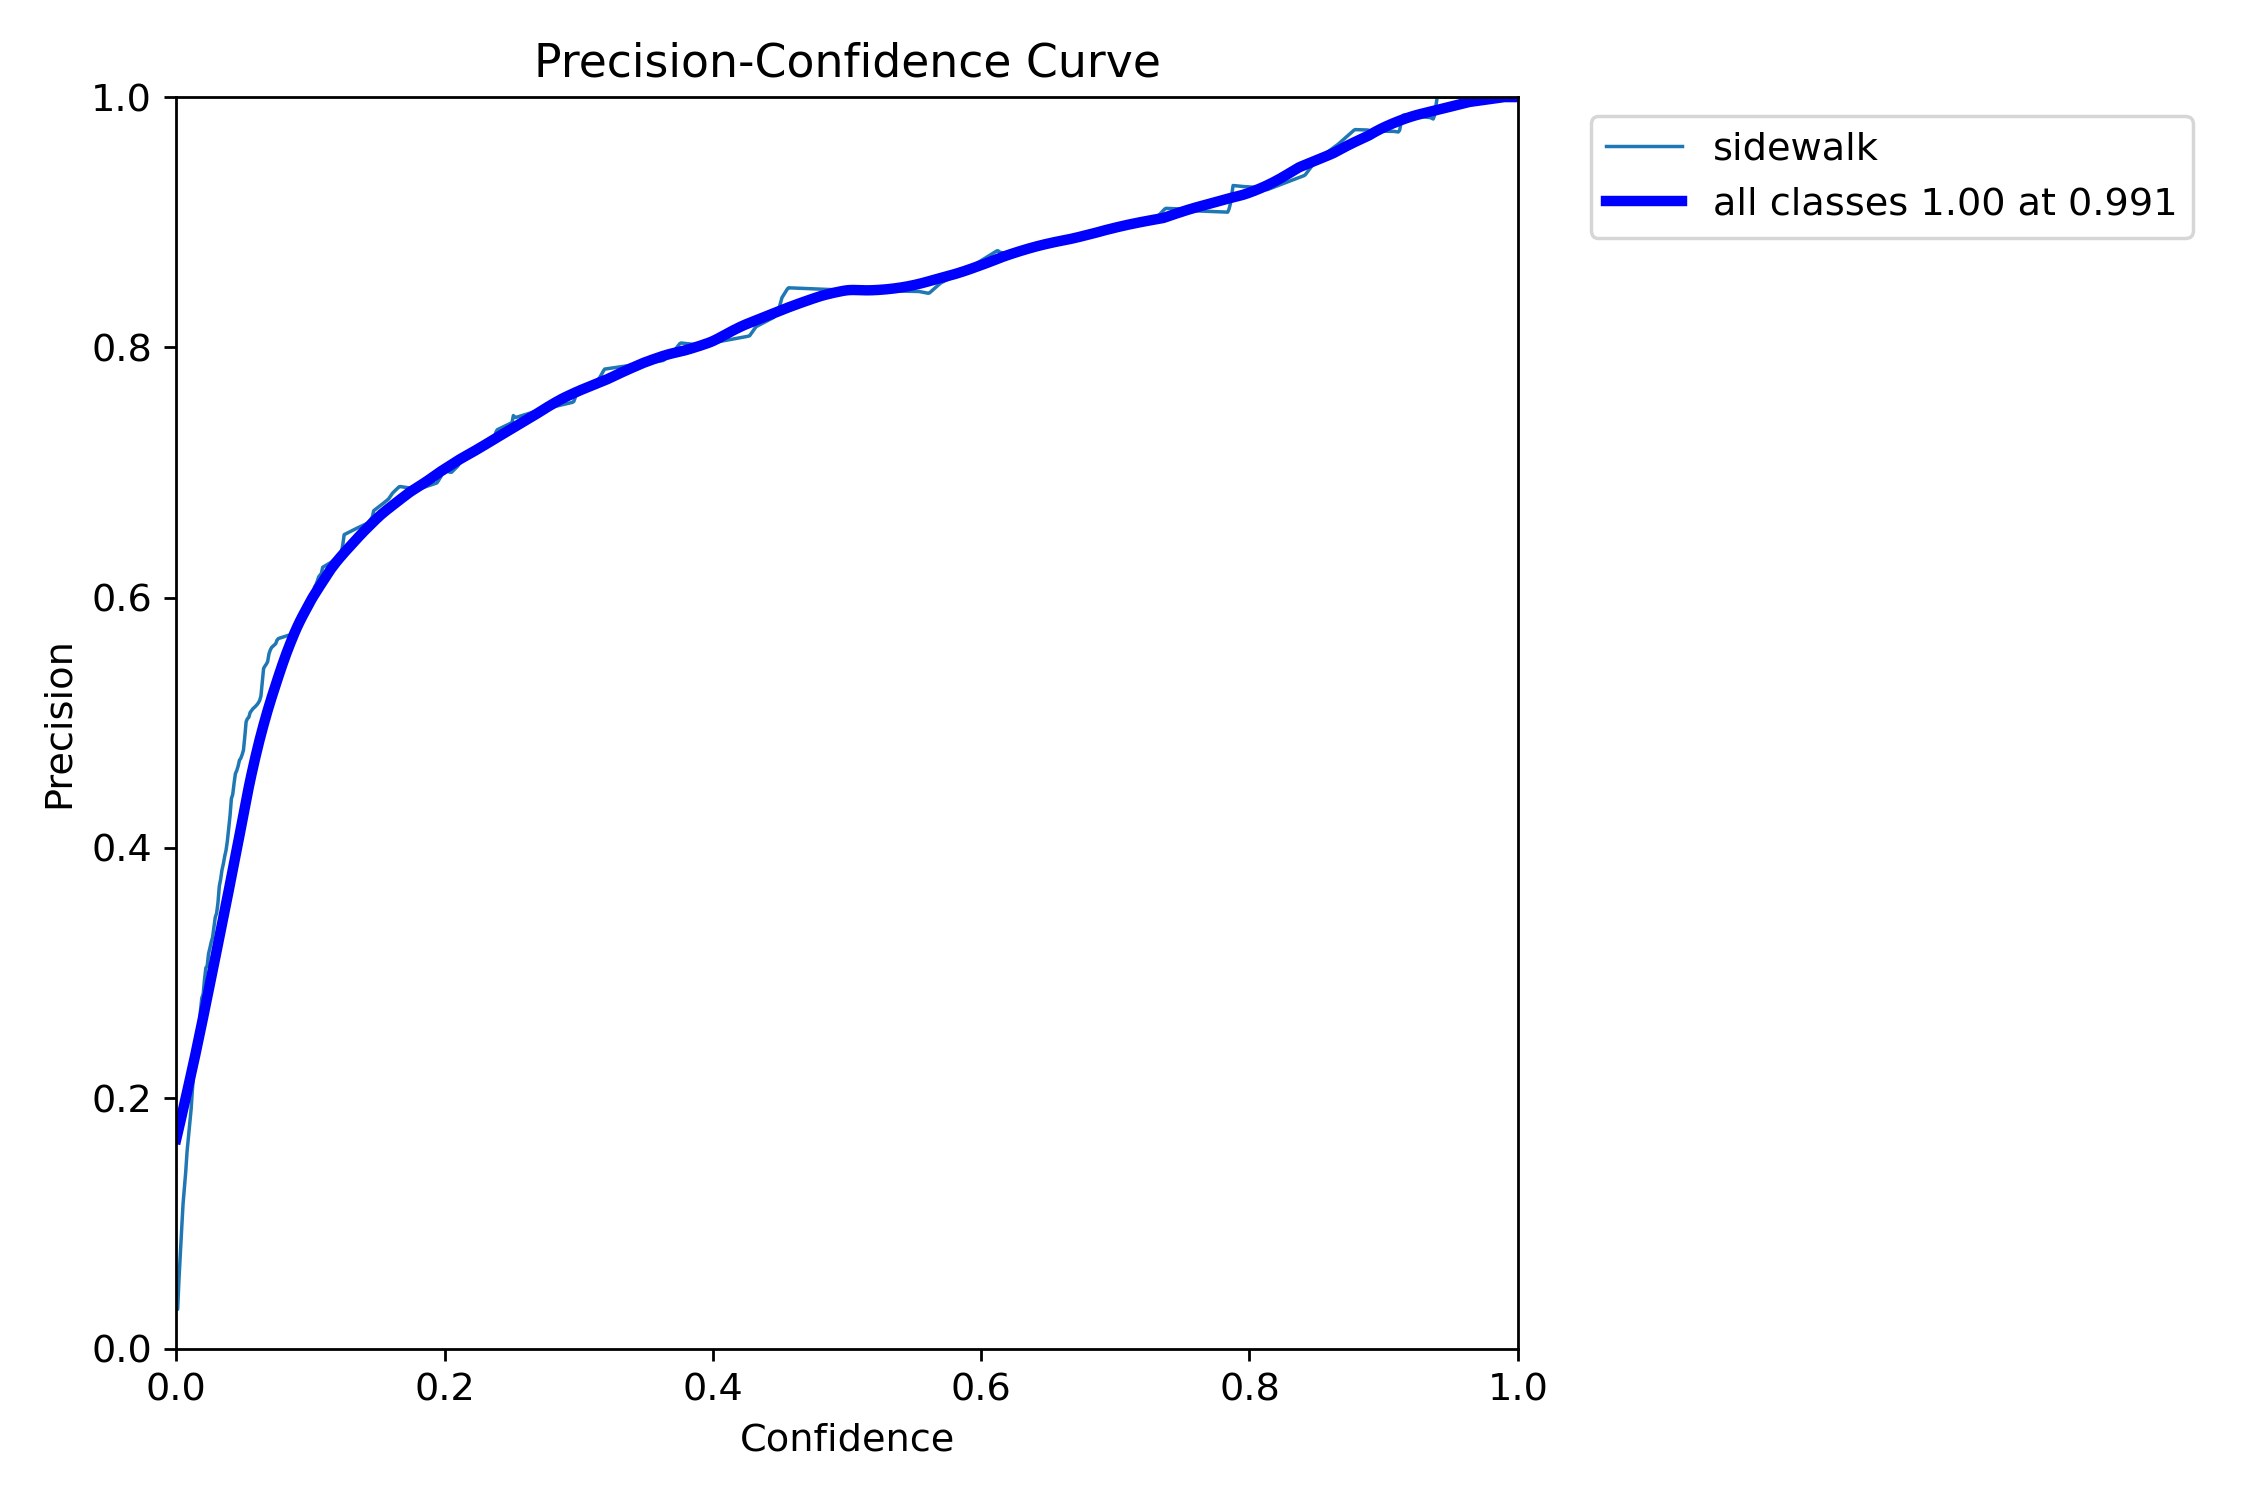 Precision-Confidence Curve
1.0
0.8
0.6
0.4
0.2
0.0
Precision
0.0 0.2 0.4 0.6 0.8 1.0
Confidence
sidewalk
all classes 1.00 at 0.991